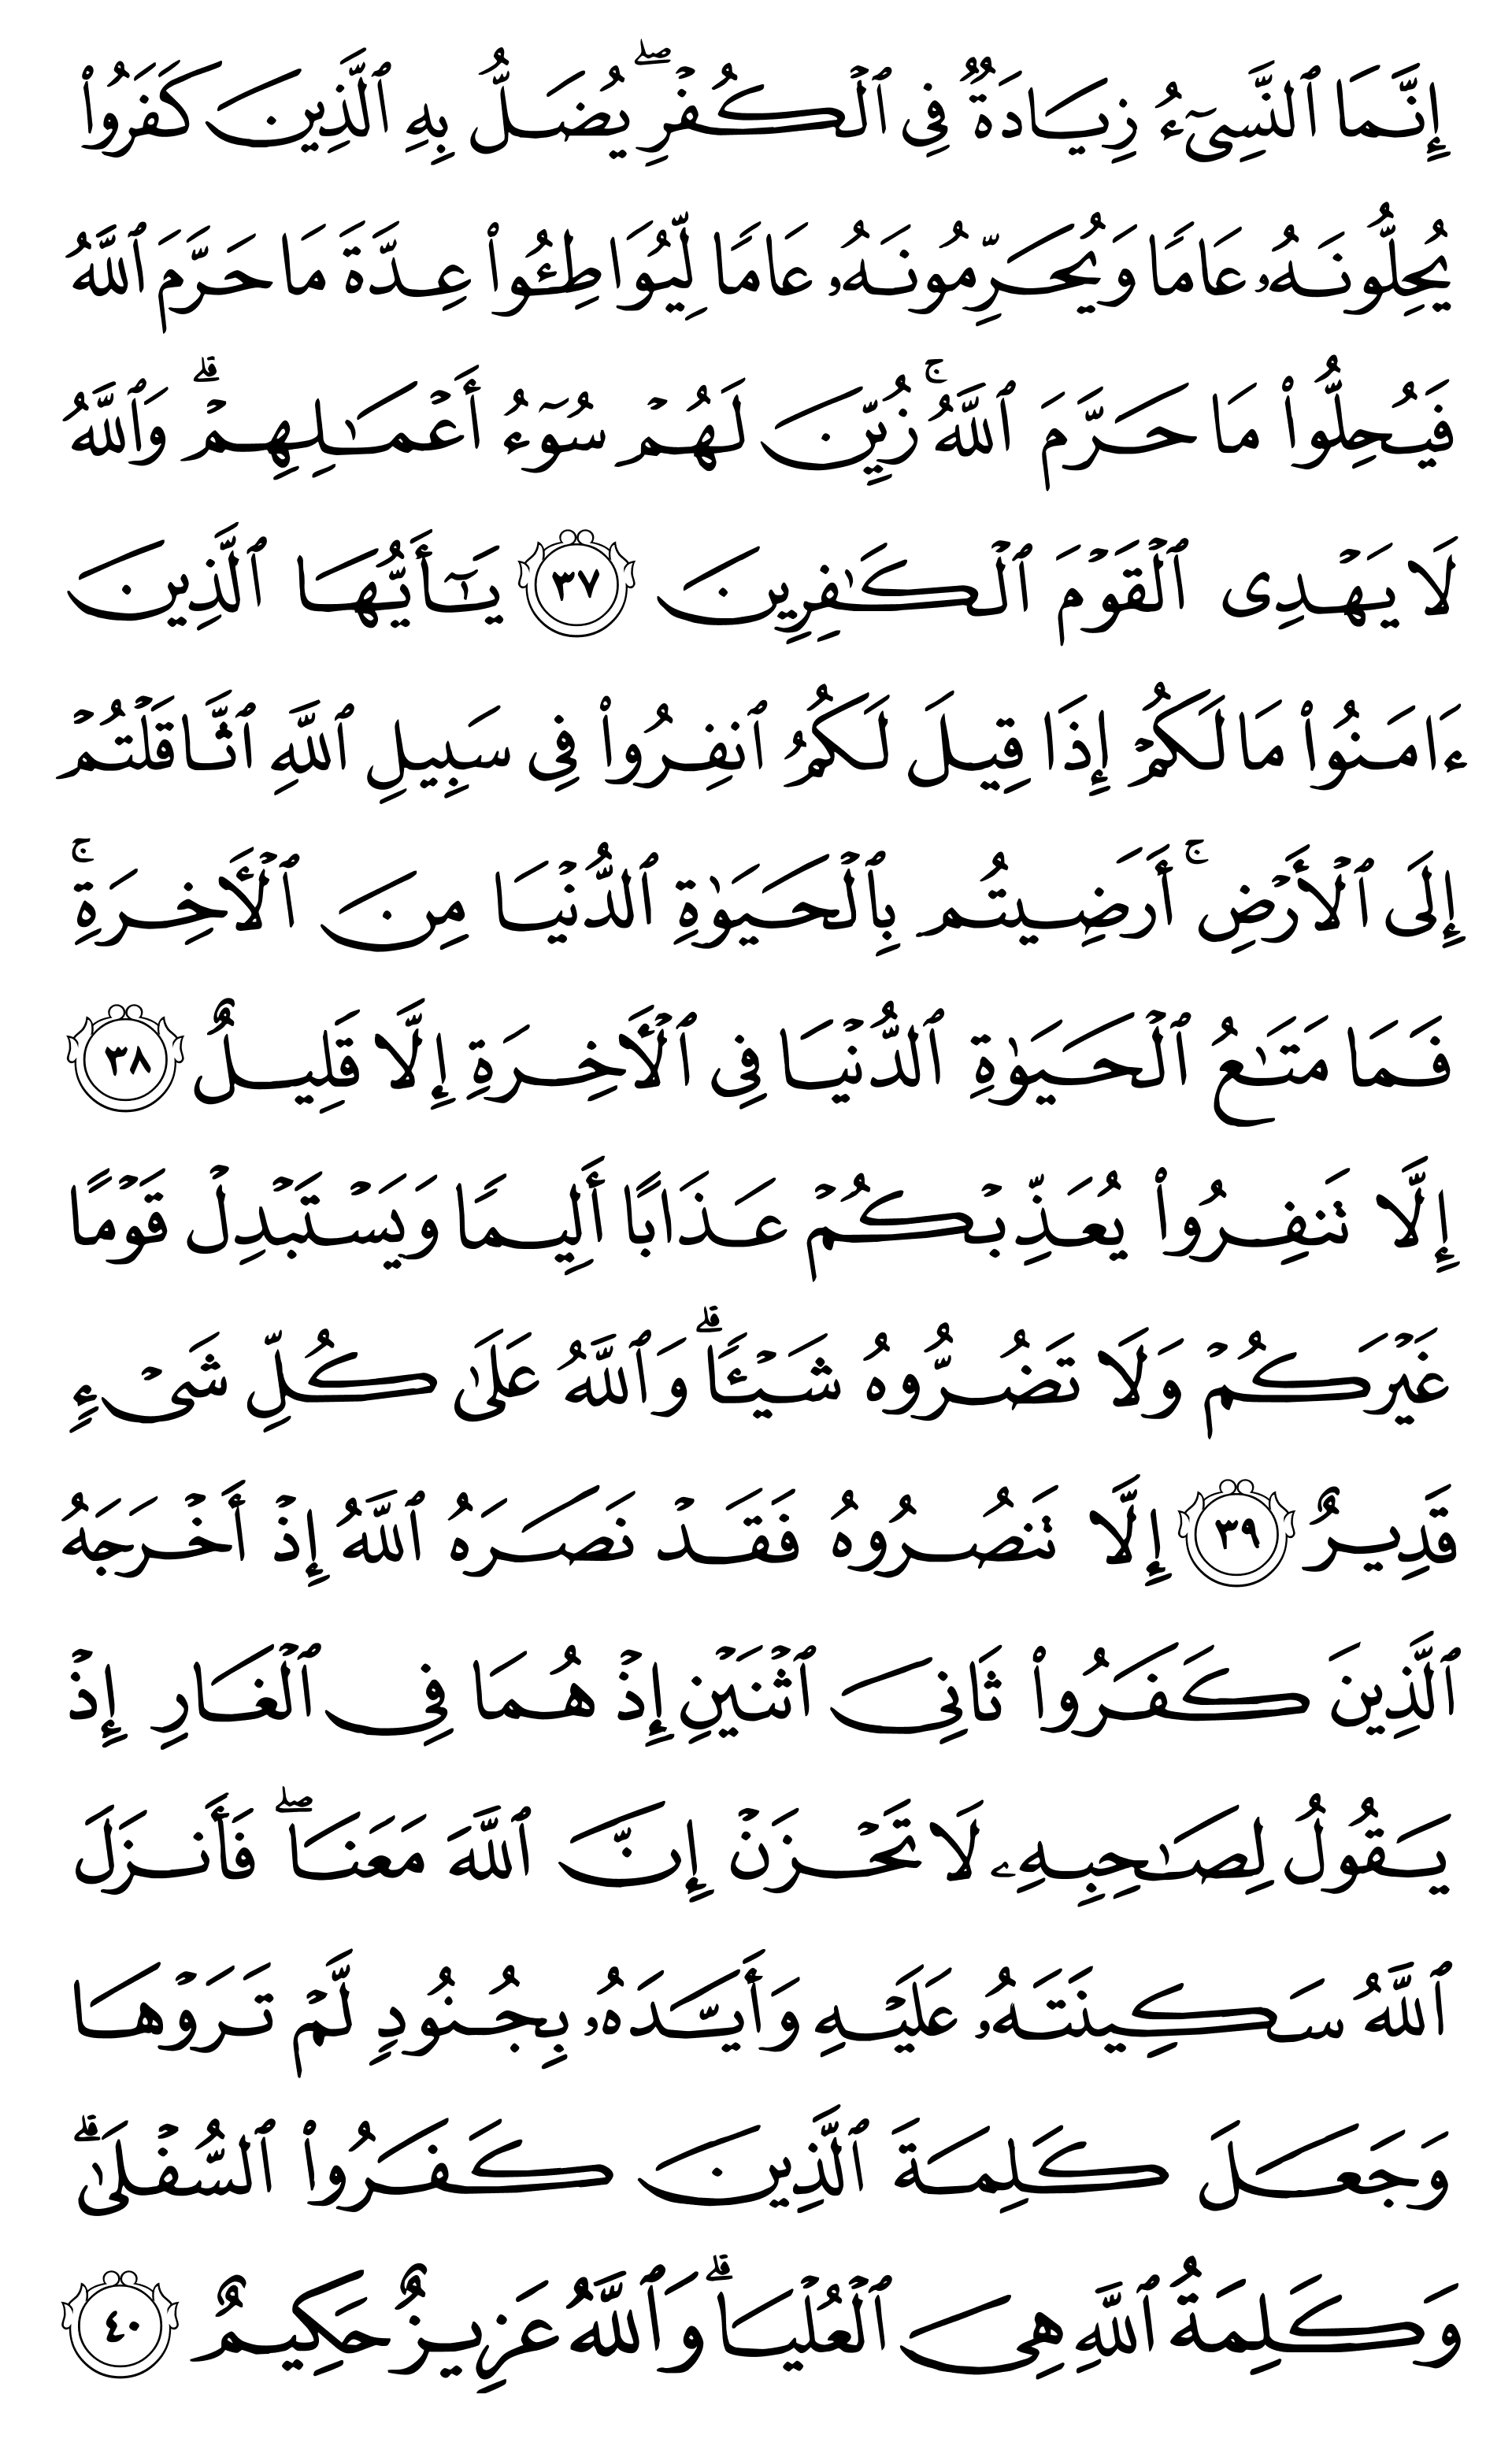 إِنَّمَا ٱلنَّسِىٓءُ زِيَادَةٌ فِى ٱلْكُفْرِ ۖ يُضَلُّ بِهِ ٱلَّذِينَ كَفَرُوا۟
يُحِلُّونَهُۥ عَامًا وَيُحَرِّمُونَهُۥ عَامًا لِّيُوَاطِـُٔوا۟ عِدَّةَ مَا حَرَّمَ ٱللَّهُ
فَيُحِلُّوا۟ مَا حَرَّمَ ٱللَّهُ ۚ زُيِّنَ لَهُمْ سُوٓءُ أَعْمَـٰلِهِمْ ۗ وَٱللَّهُ
لَا يَهْدِى ٱلْقَوْمَ ٱلْكَـٰفِرِينَ ٣٧ يَـٰٓأَيُّهَا ٱلَّذِينَ
ءَامَنُوا۟ مَا لَكُمْ إِذَا قِيلَ لَكُمُ ٱنفِرُوا۟ فِى سَبِيلِ ٱللَّهِ ٱثَّاقَلْتُمْ
إِلَى ٱلْأَرْضِ ۚ أَرَضِيتُم بِٱلْحَيَوٰةِ ٱلدُّنْيَا مِنَ ٱلْـَٔاخِرَةِ ۚ
فَمَا مَتَـٰعُ ٱلْحَيَوٰةِ ٱلدُّنْيَا فِى ٱلْـَٔاخِرَةِ إِلَّا قَلِيلٌ ٣٨
إِلَّا تَنفِرُوا۟ يُعَذِّبْكُمْ عَذَابًا أَلِيمًا وَيَسْتَبْدِلْ قَوْمًا
غَيْرَكُمْ وَلَا تَضُرُّوهُ شَيْـًٔا ۗ وَٱللَّهُ عَلَىٰ كُلِّ شَىْءٍ
قَدِيرٌ ٣٩ إِلَّا تَنصُرُوهُ فَقَدْ نَصَرَهُ ٱللَّهُ إِذْ أَخْرَجَهُ
ٱلَّذِينَ كَفَرُوا۟ ثَانِىَ ٱثْنَيْنِ إِذْ هُمَا فِى ٱلْغَارِ إِذْ
يَقُولُ لِصَـٰحِبِهِۦ لَا تَحْزَنْ إِنَّ ٱللَّهَ مَعَنَا ۖ فَأَنزَلَ
ٱللَّهُ سَكِينَتَهُۥ عَلَيْهِ وَأَيَّدَهُۥ بِجُنُودٍ لَّمْ تَرَوْهَا
وَجَعَلَ كَلِمَةَ ٱلَّذِينَ كَفَرُوا۟ ٱلسُّفْلَىٰ ۗ
وَكَلِمَةُ ٱللَّهِ هِىَ ٱلْعُلْيَا ۗ وَٱللَّهُ عَزِيزٌ حَكِيمٌ ٤٠